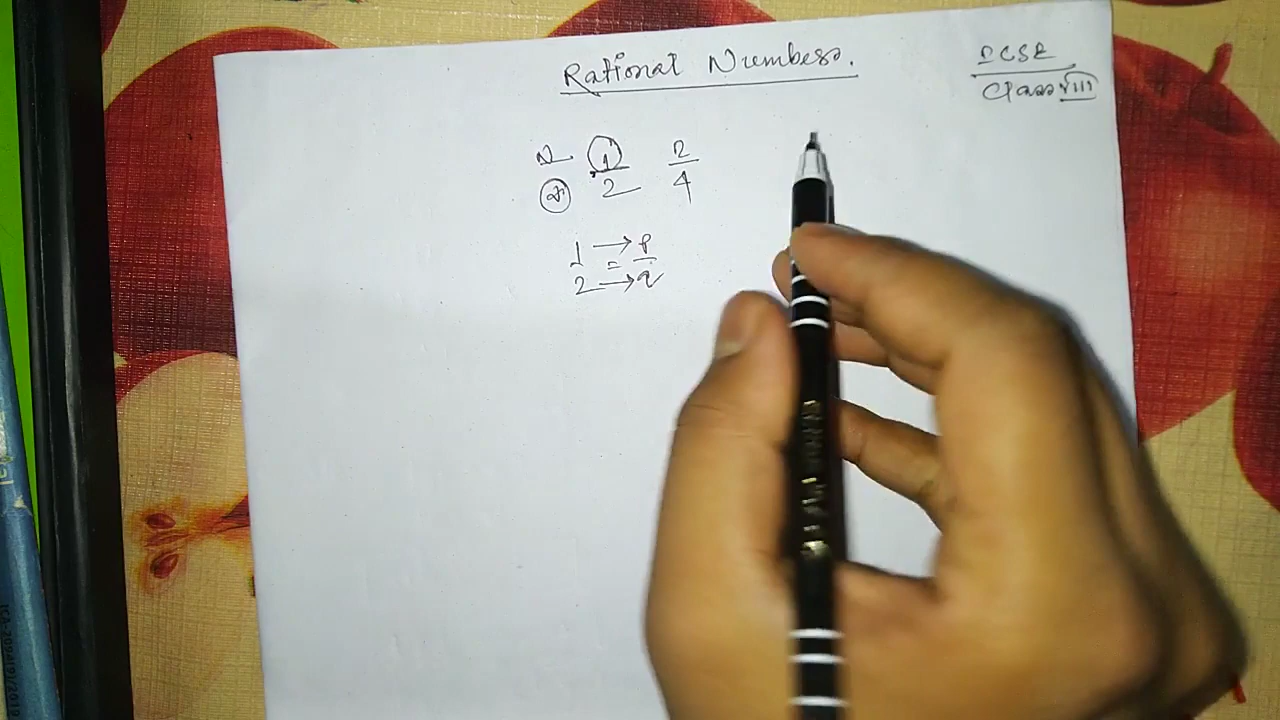 Rational Numbers.
ICSE
Class VIII
N 1 2
2 4
1 → p
=
2 → q